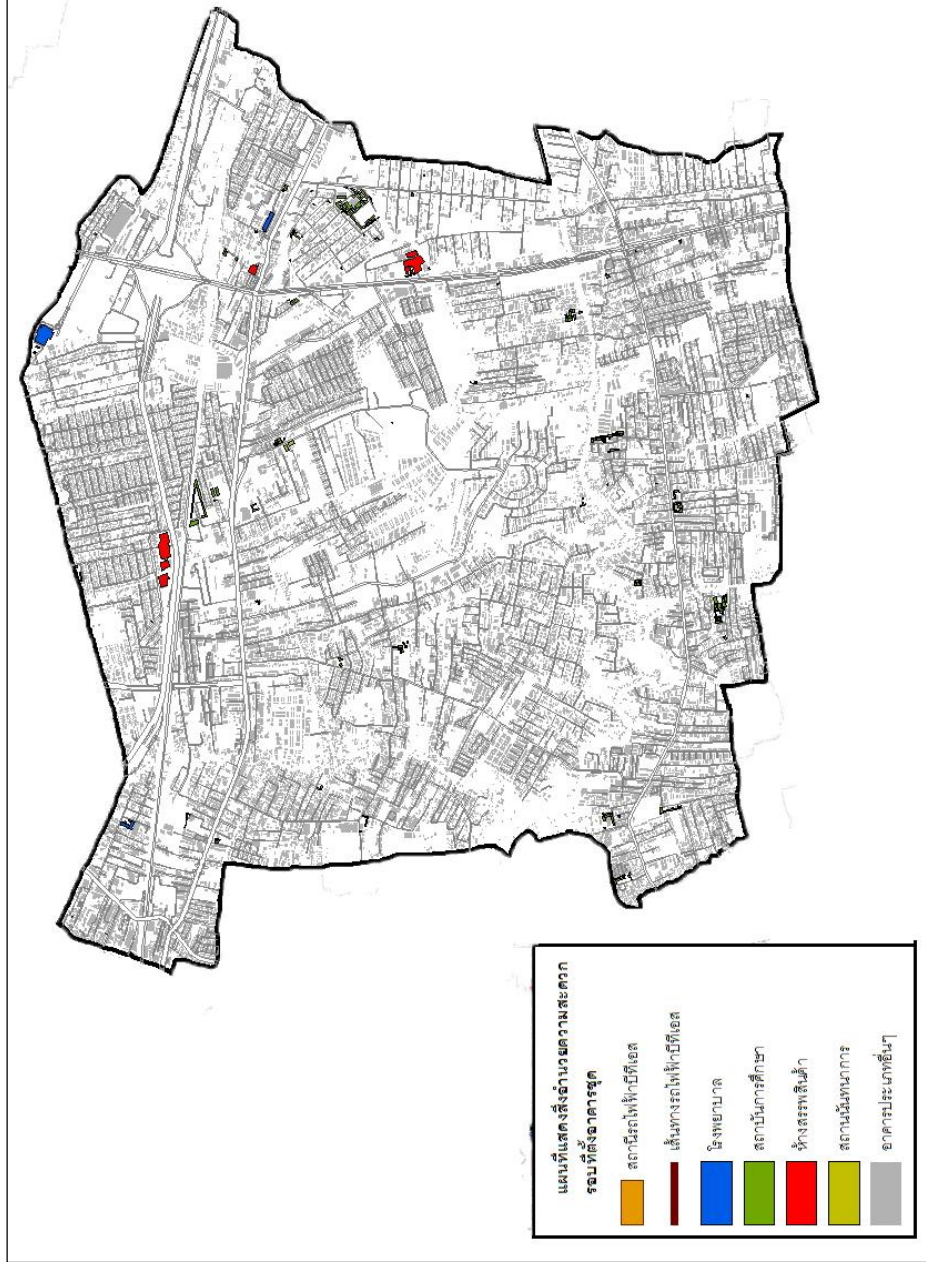 แผนที่แสดงสิ่งอำนวยความสะดวก
รอบที่ตั้งอาคารชุด
สถานีรถไฟฟ้าบีทีเอส
เส้นทางรถไฟฟ้าบีทีเอส
โรงพยาบาล
สถาบันการศึกษา
ห้างสรรพสินค้า
สถานนันทนาการ
อาคารประเภทอื่นๆ